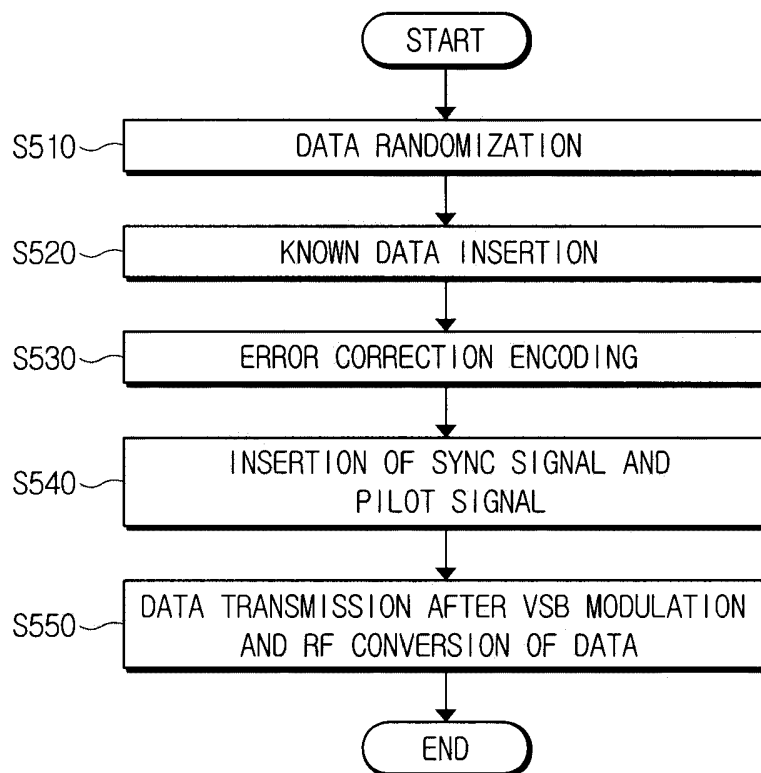 START
S510
DATA RANDOMIZATION
S520
KNOWN DATA INSERTION
S530
ERROR CORRECTION ENCODING
S540
INSERTION OF SYNC SIGNAL AND
PILOT SIGNAL
S550
DATA TRANSMISSION AFTER VSB MODULATION
AND RF CONVERSION OF DATA
END